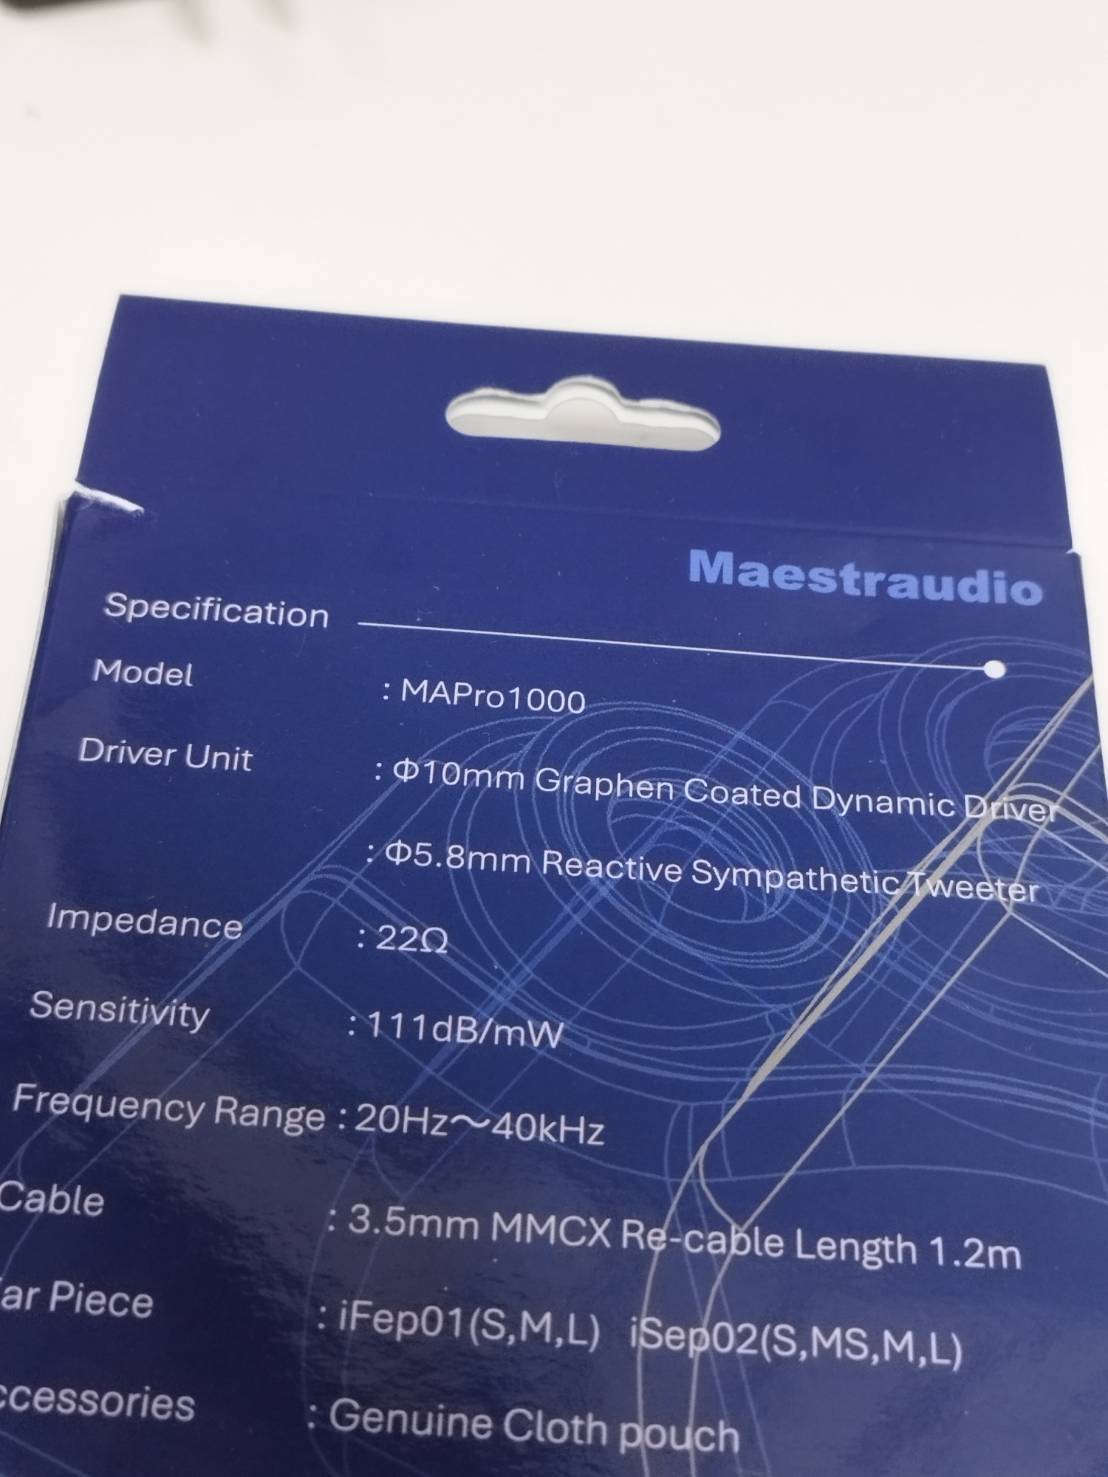 Maestraudio
Specification
Model : MAPro1000
Driver Unit : Φ10mm Graphen Coated Dynamic Driver
: Φ5.8mm Reactive Sympathetic Tweeter
Impedance : 22Ω
Sensitivity : 111dB/mW
Frequency Range : 20Hz～40kHz
Cable : 3.5mm MMCX Re-cable Length 1.2m
ar Piece : iFep01(S,M,L) iSep02(S,MS,M,L)
ccessories : Genuine Cloth pouch